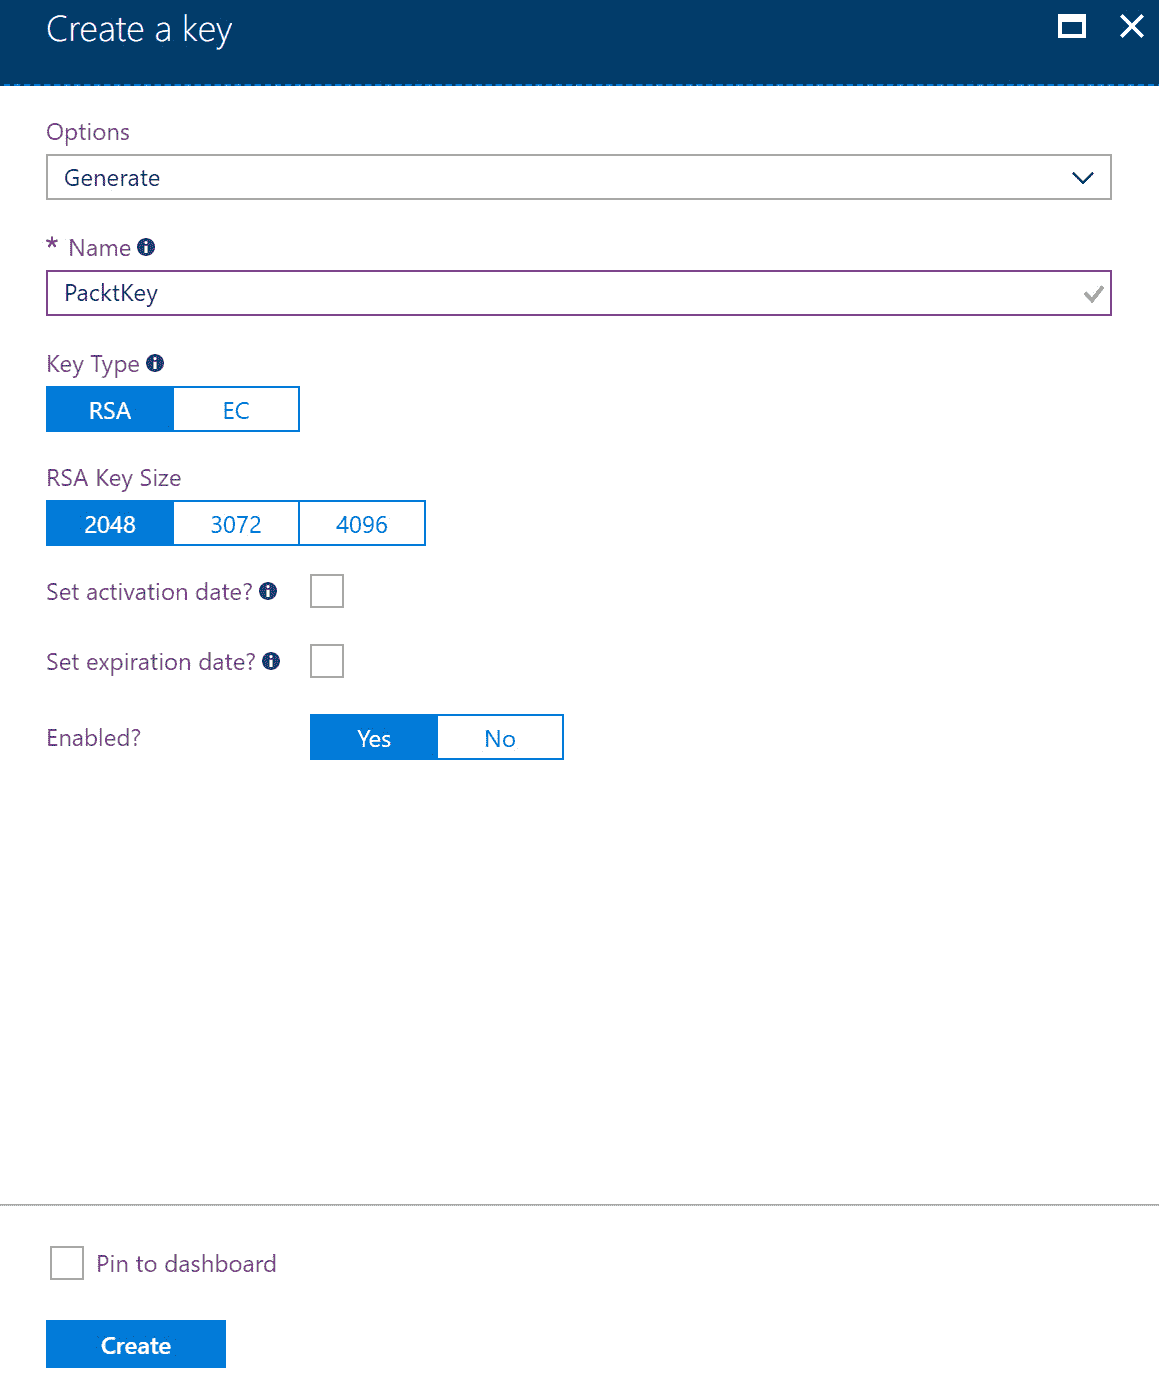 Create a key
Options
Generate
* Name
PacktKey
Key Type
RSA EC
RSA Key Size
2048 3072 4096
Set activation date?
Set expiration date?
Enabled? Yes No
Pin to dashboard
Create